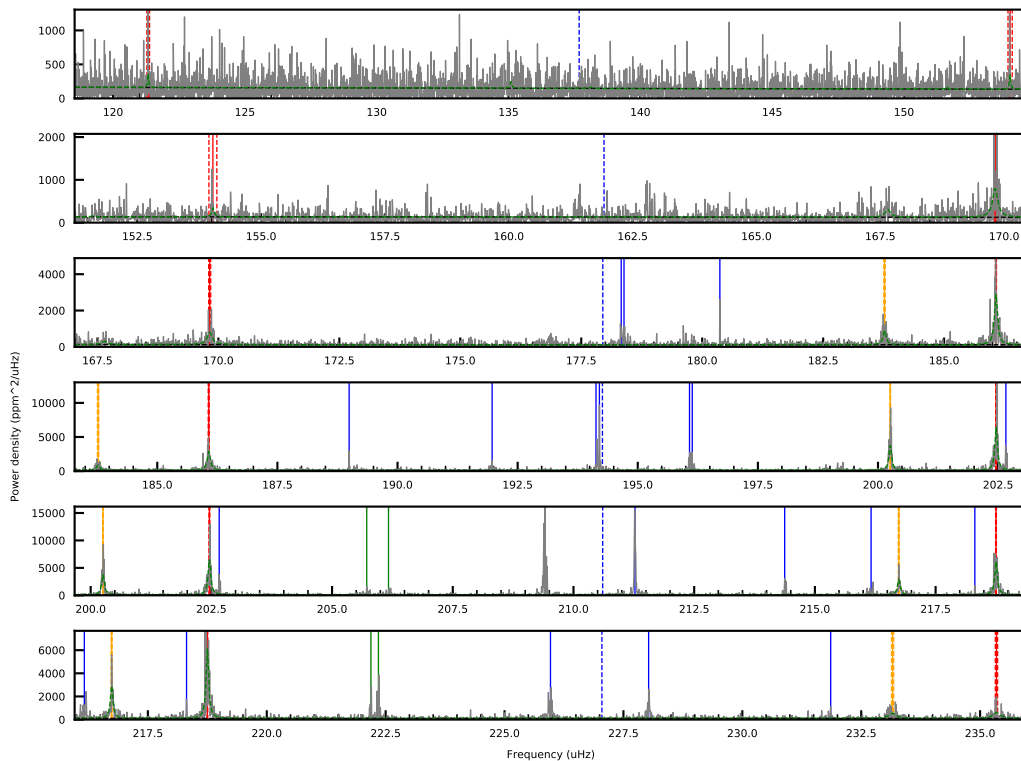 1000
500
0
120 125 130 135 140 145 150
2000
1000
0
152.5 155.0 157.5 160.0 162.5 165.0 167.5 170.0
4000
2000
0
167.5 170.0 172.5 175.0 177.5 180.0 182.5 185.0
Power density (ppm^2/uHz)
10000
5000
0
185.0 187.5 190.0 192.5 195.0 197.5 200.0 202.5
15000
10000
5000
0
200.0 202.5 205.0 207.5 210.0 212.5 215.0 217.5
6000
4000
2000
0
217.5 220.0 222.5 225.0 227.5 230.0 232.5 235.0
Frequency (uHz)